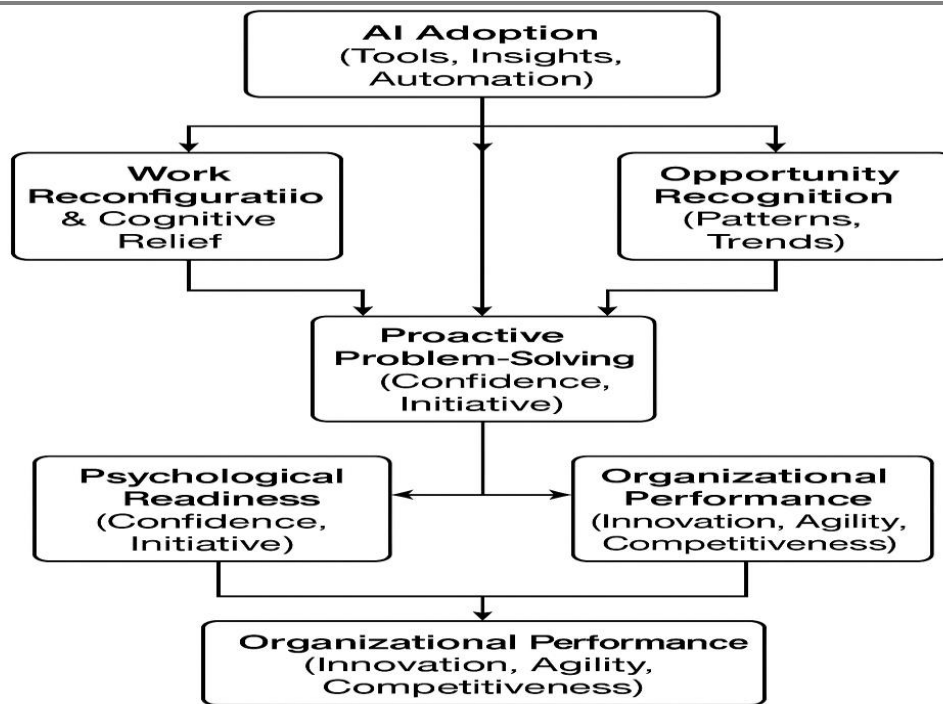 AI Adoption
(Tools, Insights,
Automation)
Work
Reconfiguratiio
& Cognitive
Relief
Opportunity
Recognition
(Patterns,
Trends)
Proactive
Problem-Solving
(Confidence,
Initiative)
Psychological
Readiness
(Confidence,
Initiative)
Organizational
Performance
(Innovation, Agility,
Competitiveness)
Organizational Performance
(Innovation, Agility,
Competitiveness)